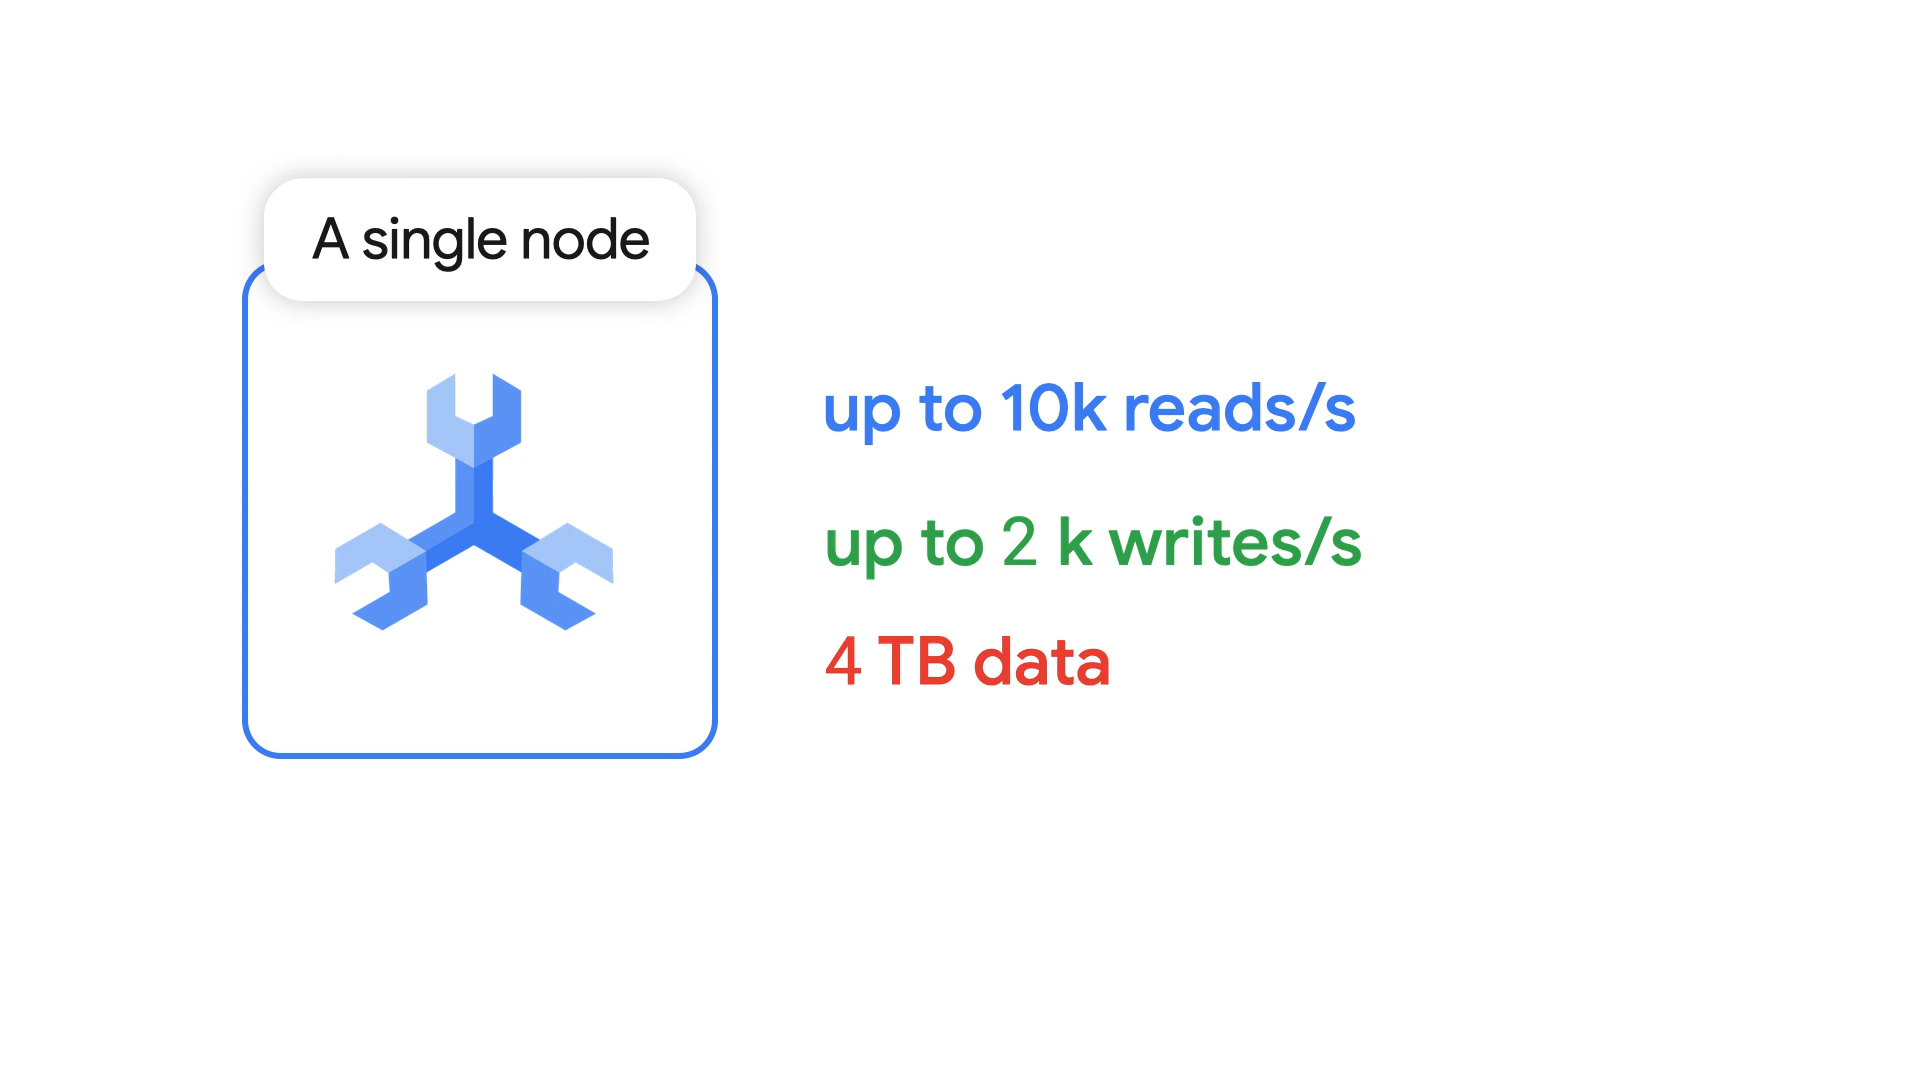 A single node
up to 10k reads/s
up to 2 k writes/s
4 TB data